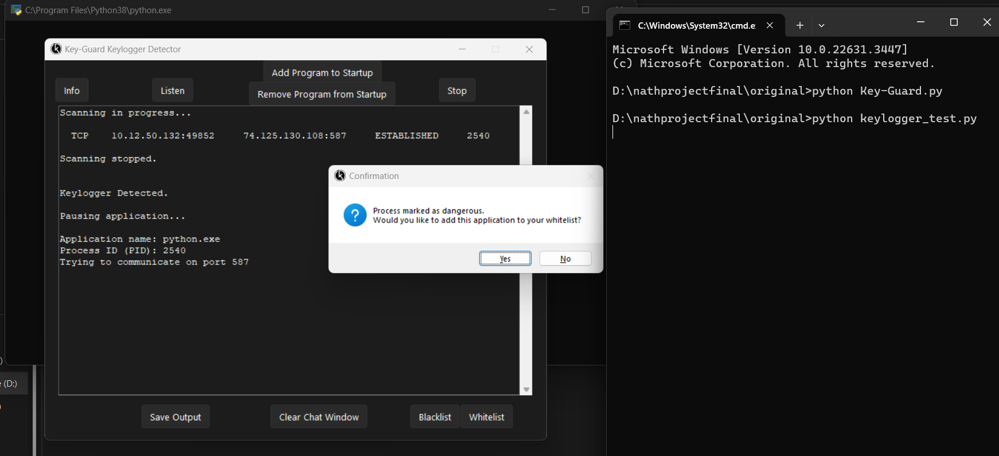 C:\Program Files\Python38\python.exe
Key-Guard Keylogger Detector
Add Program to Startup
Info
Listen
Remove Program from Startup
Stop
Scanning in progress...
TCP 10.12.50.132:49852 74.125.130.108:587 ESTABLISHED 2540
Scanning stopped.
Keylogger Detected.
Pausing application...
Application name: python.exe
Process ID (PID): 2540
Trying to communicate on port 587
Confirmation
Process marked as dangerous.
Would you like to add this application to your whitelist?
Yes
No
Save Output
Clear Chat Window
Blacklist
Whitelist
C:\Windows\System32\cmd.e
Microsoft Windows [Version 10.0.22631.3447]
(c) Microsoft Corporation. All rights reserved.
D:\nathprojectfinal\original>python Key-Guard.py
D:\nathprojectfinal\original>python keylogger_test.py
(D:)